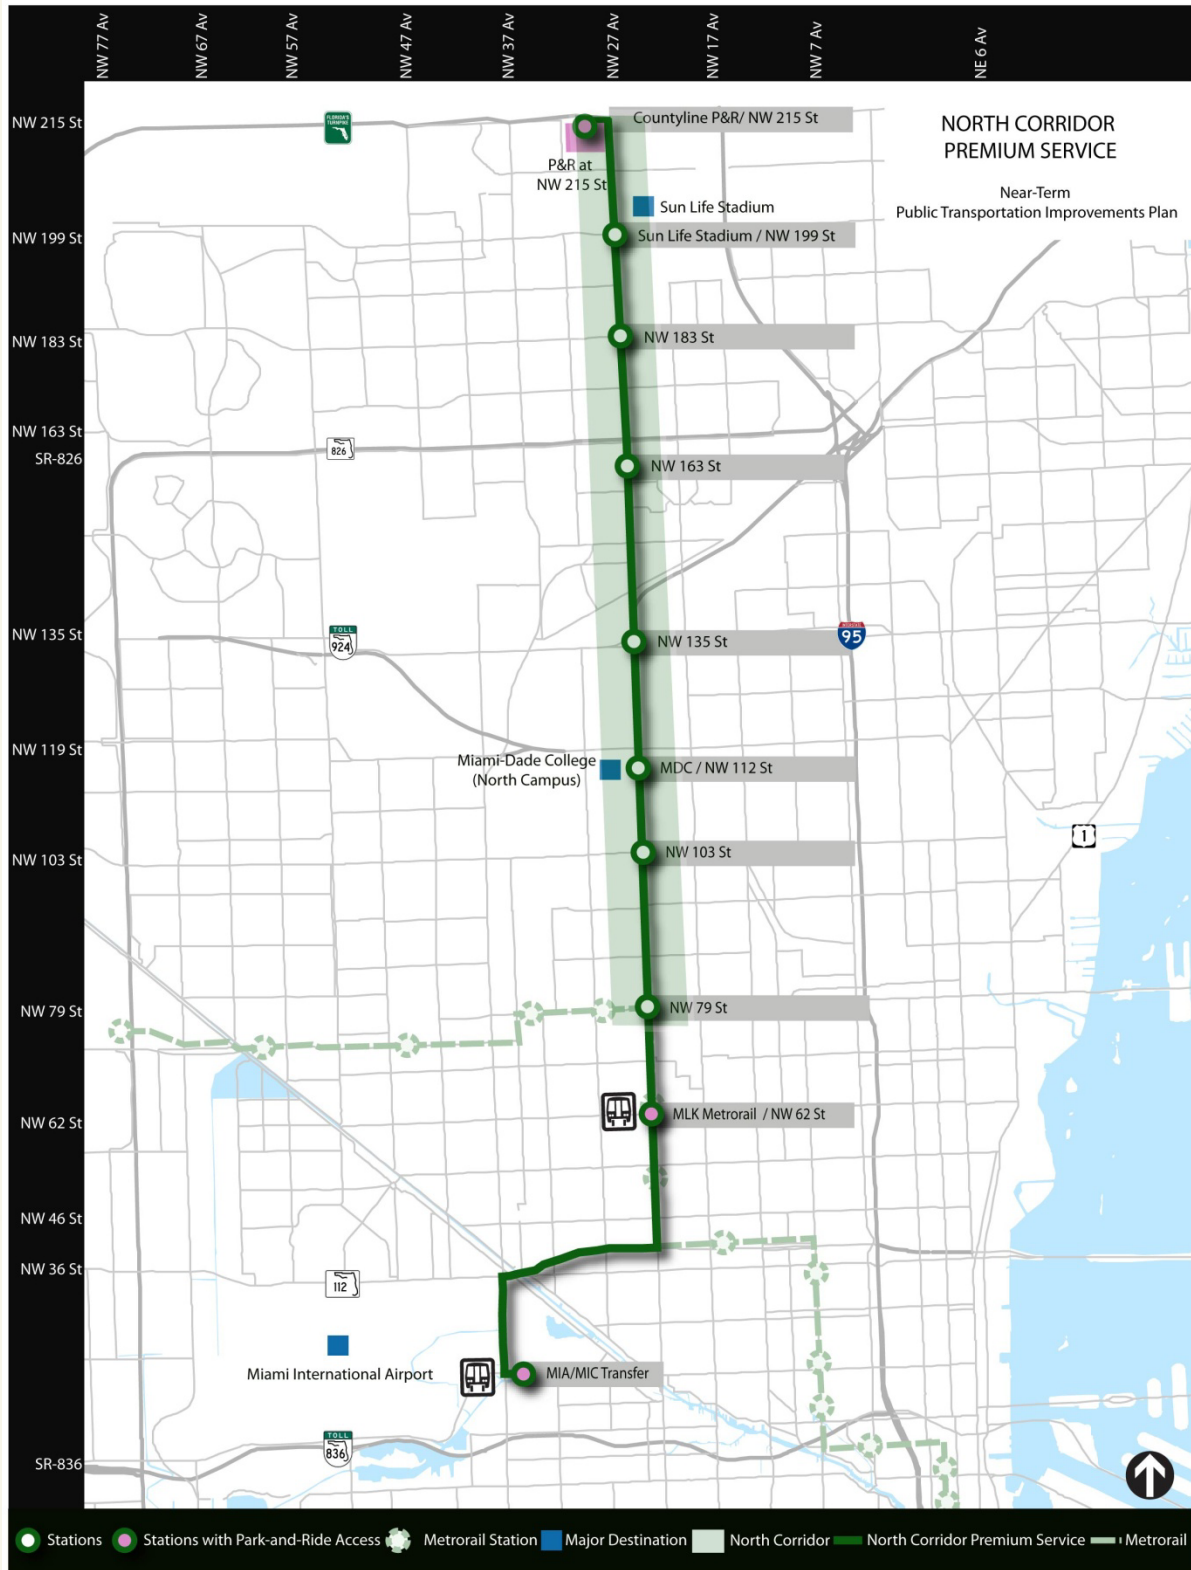 NW 77 Av
NW 67 Av
NW 57 Av
NW 47 Av
NW 37 Av
NW 27 Av
NW 17 Av
NW 7 Av
NE 6 Av
NORTH CORRIDOR
PREMIUM SERVICE
Near-Term
Public Transportation Improvements Plan
NW 215 St
FLORIDA'S
TURNPIKE
Countyline P&R/ NW 215 St
P&R at
NW 215 St
Sun Life Stadium
NW 199 St
Sun Life Stadium / NW 199 St
NW 183 St
NW 183 St
NW 163 St
SR-826
826
NW 163 St
NW 135 St
TOLL
924
NW 135 St
95
NW 119 St
Miami-Dade College
(North Campus)
MDC / NW 112 St
1
NW 103 St
NW 103 St
NW 79 St
NW 79 St
NW 62 St
MLK Metrorail / NW 62 St
NW 46 St
NW 36 St
112
Miami International Airport
MIA/MIC Transfer
TOLL
836
SR-836
Stations
Stations with Park-and-Ride Access
Metrorail Station
Major Destination
North Corridor
North Corridor Premium Service
Metrorail